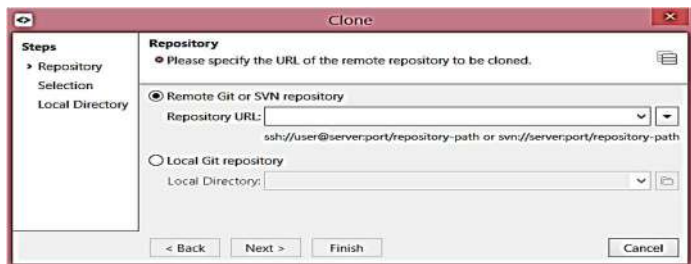 Clone
Steps
Repository
Selection
Local Directory
Repository
Please specify the URL of the remote repository to be cloned.
Remote Git or SVN repository
Repository URL:
ssh://user@server:port/repository-path or svn://server:port/repository-path
Local Git repository
Local Directory:
< Back
Next >
Finish
Cancel